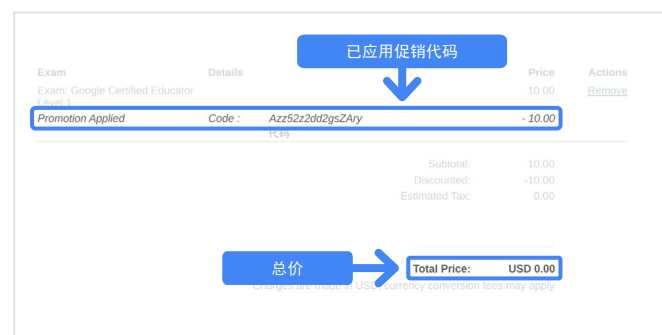 已应用促销代码
Exam Details Price Actions
Exam: Google Certified Educator 10.00 Remove
Level 1
Promotion Applied Code : Azz52z2dd2gsZAry - 10.00
代码
Subtotal: 10.00
Discounted: -10.00
Estimated Tax: 0.00
总价
Total Price: USD 0.00
Charges are made in USD, currency conversion fees may apply